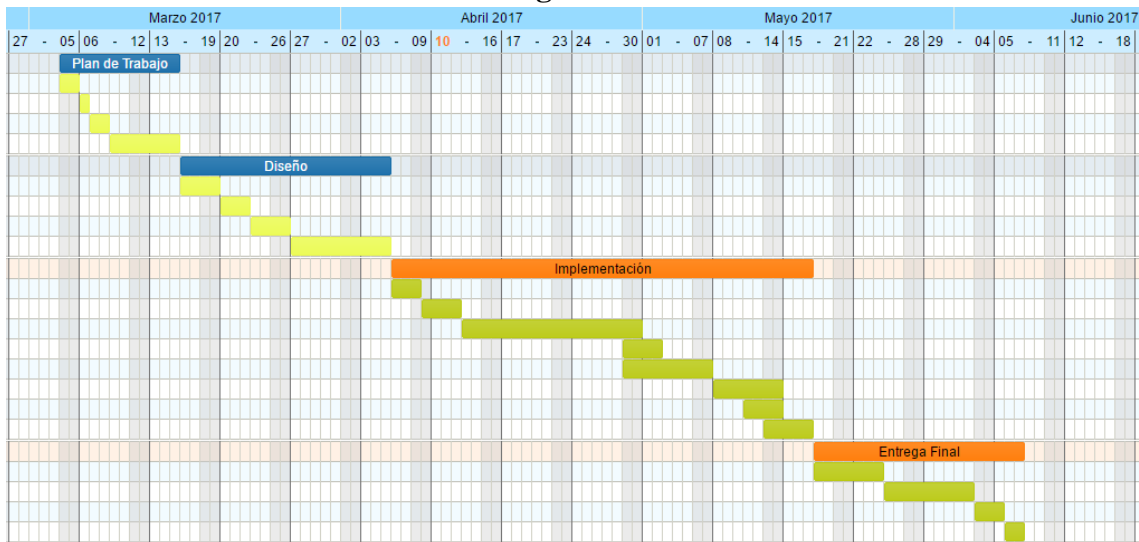 Marzo 2017 Abril 2017 Mayo 2017 Junio 2017
27 - 05 06 - 12 13 - 19 20 - 26 27 - 02 03 - 09 10 - 16 17 - 23 24 - 30 01 - 07 08 - 14 15 - 21 22 - 28 29 - 04 05 - 11 12 - 18
Plan de Trabajo
Diseño
Implementación
Entrega Final